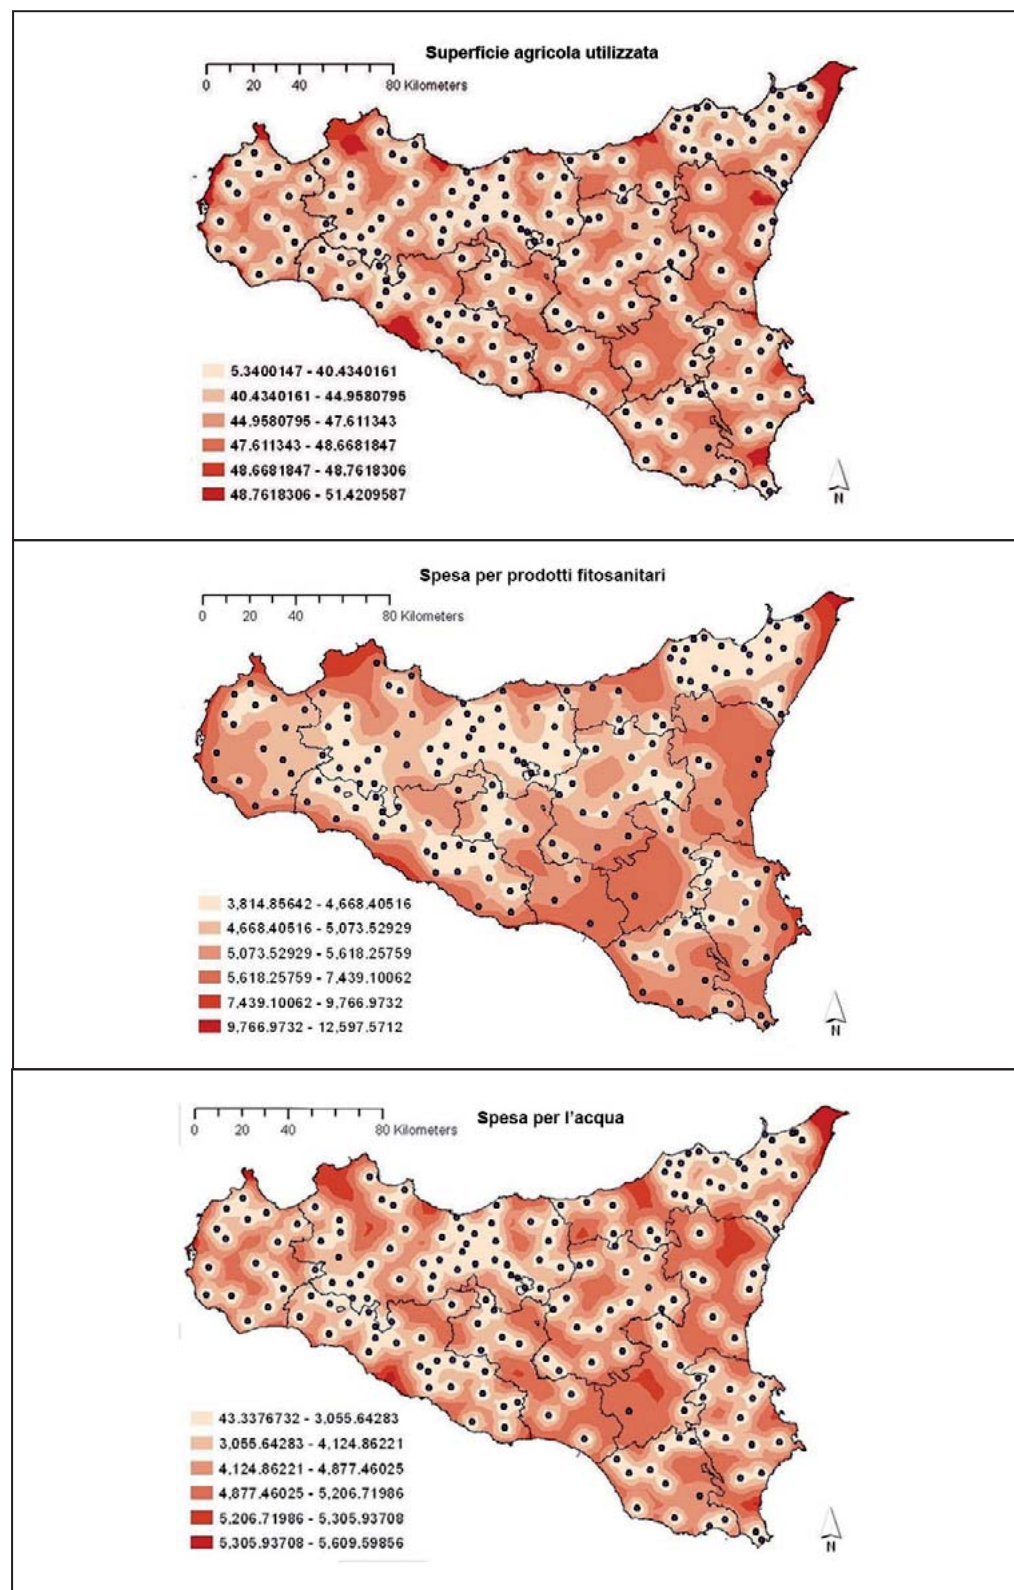 Superficie agricola utilizzata
0 20 40 80 Kilometers
5.3400147 - 40.4340161
40.4340161 - 44.9580795
44.9580795 - 47.611343
47.611343 - 48.6681847
48.6681847 - 48.7618306
48.7618306 - 51.4209587
N
Spesa per prodotti fitosanitari
0 20 40 80 Kilometers
3,814.85642 - 4,668.40516
4,668.40516 - 5,073.52929
5,073.52929 - 5,618.25759
5,618.25759 - 7,439.10062
7,439.10062 - 9,766.9732
9,766.9732 - 12,597.5712
N
Spesa per l'acqua
0 20 40 80 Kilometers
43.3376732 - 3,055.64283
3,055.64283 - 4,124.86221
4,124.86221 - 4,877.46025
4,877.46025 - 5,206.71986
5,206.71986 - 5,305.93708
5,305.93708 - 5,609.59856
N